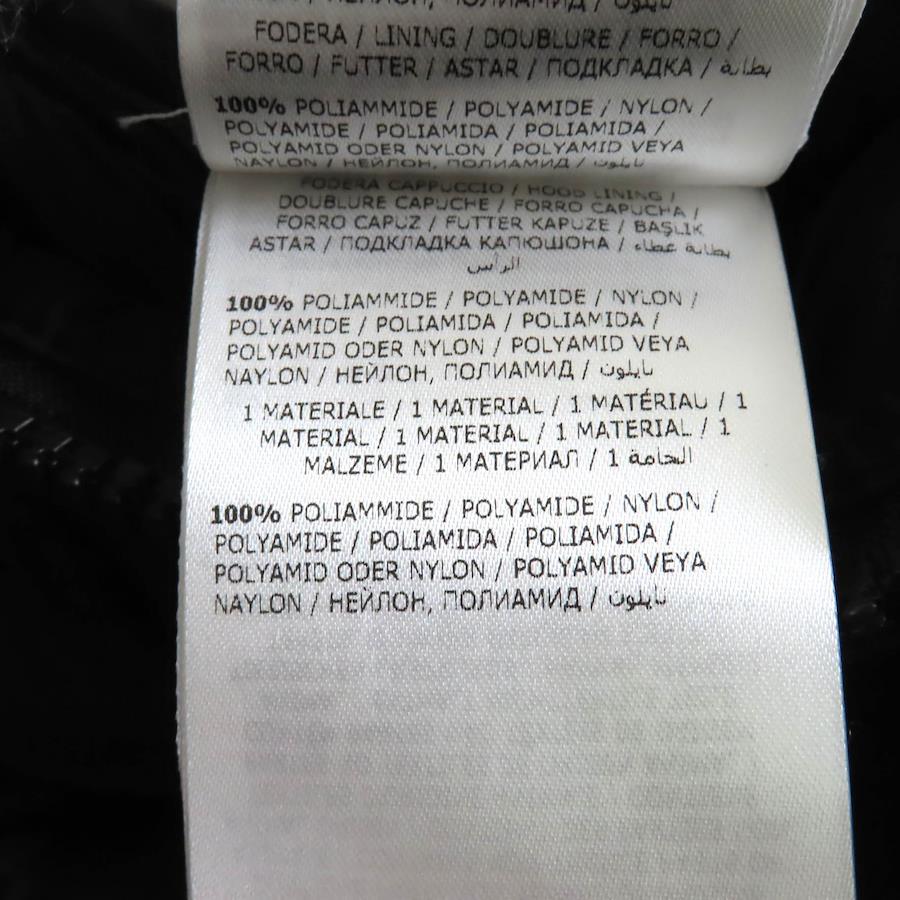 НЕЙЛОН, ПОЛИАМИД / نايلون
FODERA / LINING / DOUBLURE / FORRO /
FORRO / FUTTER / ASTAR / ПОДКЛАДКА / بطانة
100% POLIAMMIDE / POLYAMIDE / NYLON /
POLYAMIDE / POLIAMIDA / POLIAMIDA /
POLYAMID ODER NYLON / POLYAMID VEYA
NAYLON / НЕЙЛОН, ПОЛИАМИД / نايلون
FODERA CAPPUCCIO / HOOD LINING /
DOUBLURE CAPUCHE / FORRO CAPUCHA /
FORRO CAPUZ / FUTTER KAPUZE / BAŞLIK
ASTAR / ПОДКЛАДКА КАПЮШОНА / بطانة غطاء
الرأس
100% POLIAMMIDE / POLYAMIDE / NYLON /
POLYAMIDE / POLIAMIDA / POLIAMIDA /
POLYAMID ODER NYLON / POLYAMID VEYA
NAYLON / НЕЙЛОН, ПОЛИАМИД / نايلون
1 MATERIALE / 1 MATERIAL / 1 MATÉRIAU / 1
MATERIAL / 1 MATERIAL / 1 MATERIAL / 1
MALZEME / 1 МАТЕРИАЛ / 1 الخامة
100% POLIAMMIDE / POLYAMIDE / NYLON /
POLYAMIDE / POLIAMIDA / POLIAMIDA /
POLYAMID ODER NYLON / POLYAMID VEYA
NAYLON / НЕЙЛОН, ПОЛИАМИД / نايلون